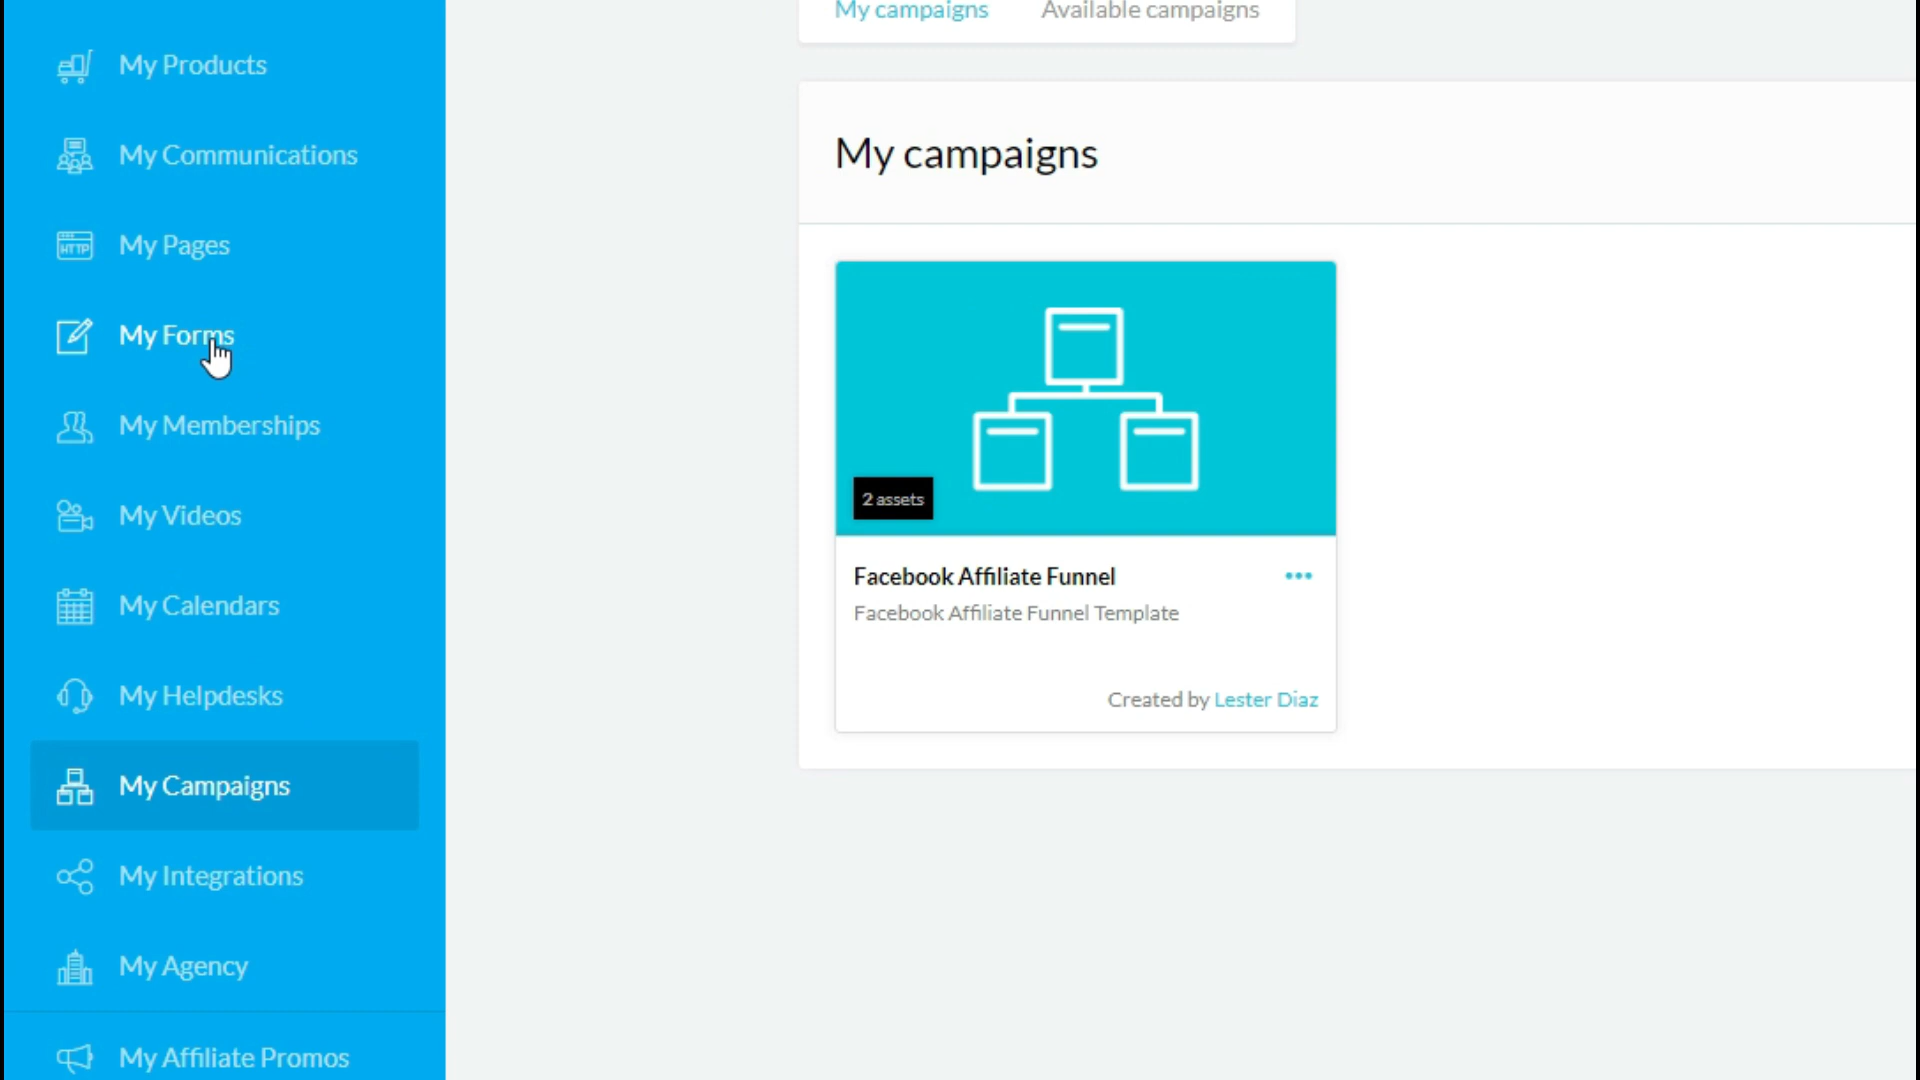 My Products
My Communications
My Pages
HTTP
My Forms
My Memberships
My Videos
My Calendars
My Helpdesks
My Campaigns
My Integrations
My Agency
My Affiliate Promos
My campaigns Available campaigns
My campaigns
2 assets
Facebook Affiliate Funnel
Facebook Affiliate Funnel Template
Created by Lester Diaz